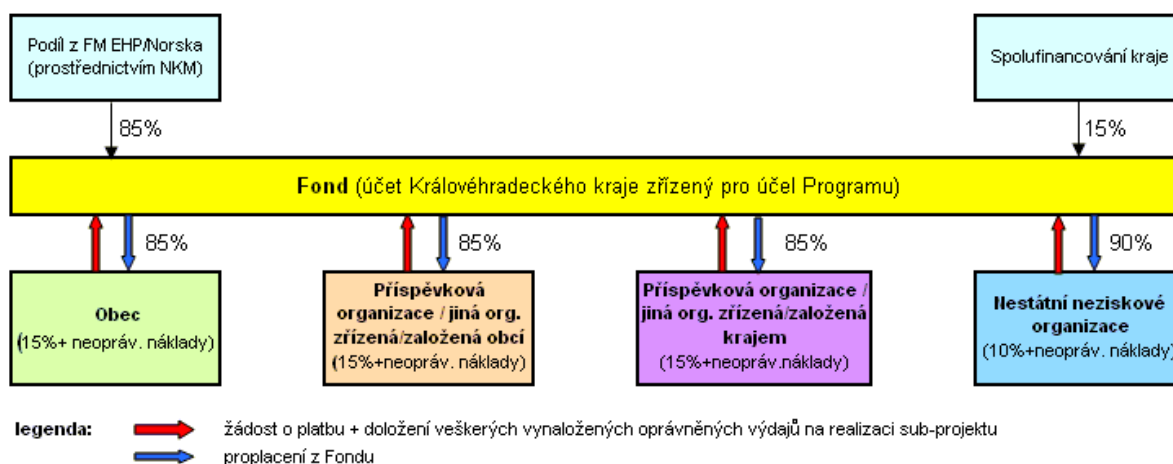 Podíl z FM EHP/Norska
(prostřednictvím NKM)
Spolufinancování kraje
85%
15%
Fond (účet Královéhradeckého kraje zřízený pro účel Programu)
85%
85%
85%
90%
Obec
(15%+ neopráv. náklady)
Příspěvková
organizace / jiná org.
zřízená/založená obcí
(15%+neopráv. náklady)
Příspěvková organizace /
jiná org. zřízená/založená
krajem
(15%+neopráv. náklady)
Nestátní neziskové
organizace
(10%+neopráv. náklady)
legenda:
žádost o platbu + doložení veškerých vynaložených oprávněných výdajů na realizaci sub-projektu
proplacení z Fondu